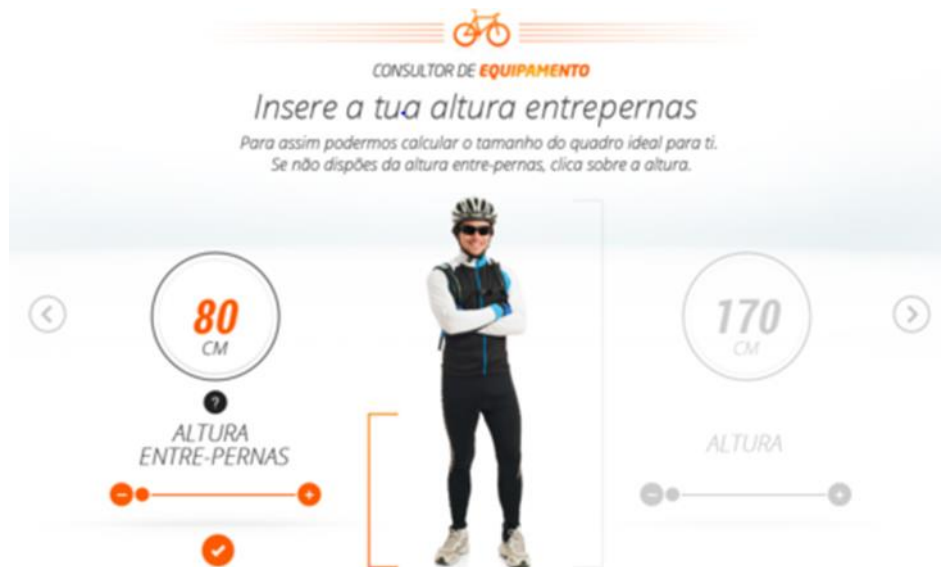 CONSULTOR DE EQUIPAMENTO
Insere a tua altura entrepernas
Para assim podermos calcular o tamanho do quadro ideal para ti.
Se não dispões da altura entre-pernas, clica sobre a altura.
80
CM
?
ALTURA
ENTRE-PERNAS
170
CM
ALTURA